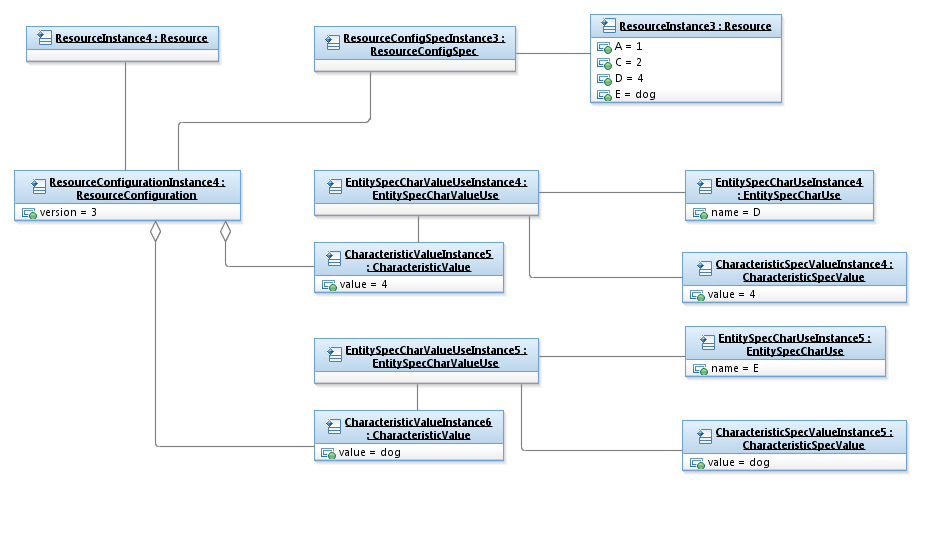 ResourceInstance4 : Resource
ResourceConfigSpecInstance3 :
ResourceConfigSpec
ResourceInstance3 : Resource
A = 1
C = 2
D = 4
E = dog
ResourceConfigurationInstance4 :
ResourceConfiguration
version = 3
EntitySpecCharValueUseInstance4 :
EntitySpecCharValueUse
EntitySpecCharUseInstance4
: EntitySpecCharUse
name = D
CharacteristicValueInstance5
: CharacteristicValue
value = 4
CharacteristicSpecValueInstance4 :
CharacteristicSpecValue
value = 4
EntitySpecCharValueUseInstance5 :
EntitySpecCharValueUse
EntitySpecCharUseInstance5 :
EntitySpecCharUse
name = E
CharacteristicValueInstance6
: CharacteristicValue
value = dog
CharacteristicSpecValueInstance5 :
CharacteristicSpecValue
value = dog